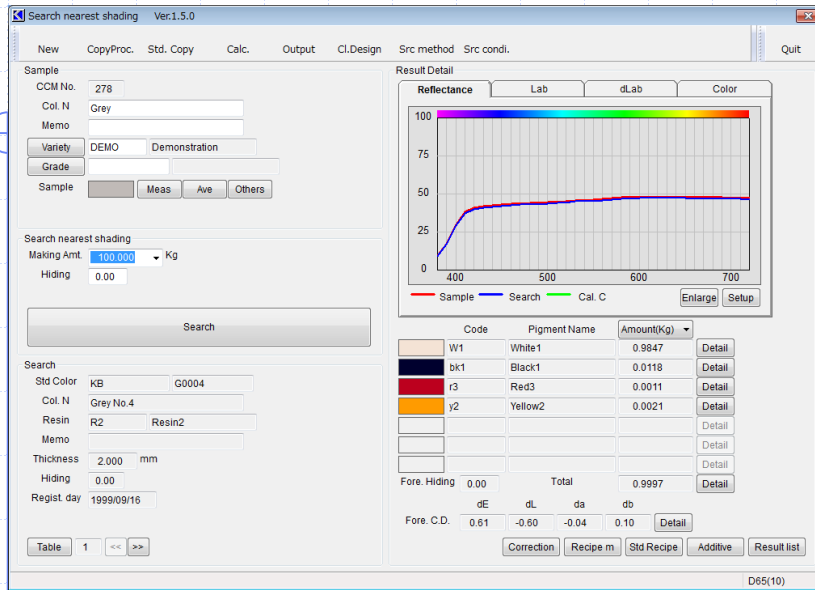 Search nearest shading Ver.1.5.0
New CopyProc. Std. Copy Calc. Output Cl.Design Src method Src condi. Quit
Sample
CCM No. 278
Col. N Grey
Memo
Variety DEMO Demonstration
Grade
Sample Meas Ave Others
Search nearest shading
Making Amt. 100.000 Kg
Hiding 0.00
Search
Search
Std Color KB G0004
Col. N Grey No.4
Resin R2 Resin2
Memo
Thickness 2.000 mm
Hiding 0.00
Regist. day 1999/09/16
Table 1 << >>
Result Detail
Reflectance Lab dLab Color
100
75
50
25
0
400 500 600 700
Sample Search Cal. C Enlarge Setup
Code Pigment Name Amount(Kg)
W1 White1 0.9847 Detail
bk1 Black1 0.0118 Detail
r3 Red3 0.0011 Detail
y2 Yellow2 0.0021 Detail
Detail
Detail
Detail
Fore. Hiding 0.00 Total 0.9997 Detail
dE dL da db
Fore. C.D. 0.61 -0.60 -0.04 0.10 Detail
Correction Recipe m Std Recipe Additive Result list
D65(10)